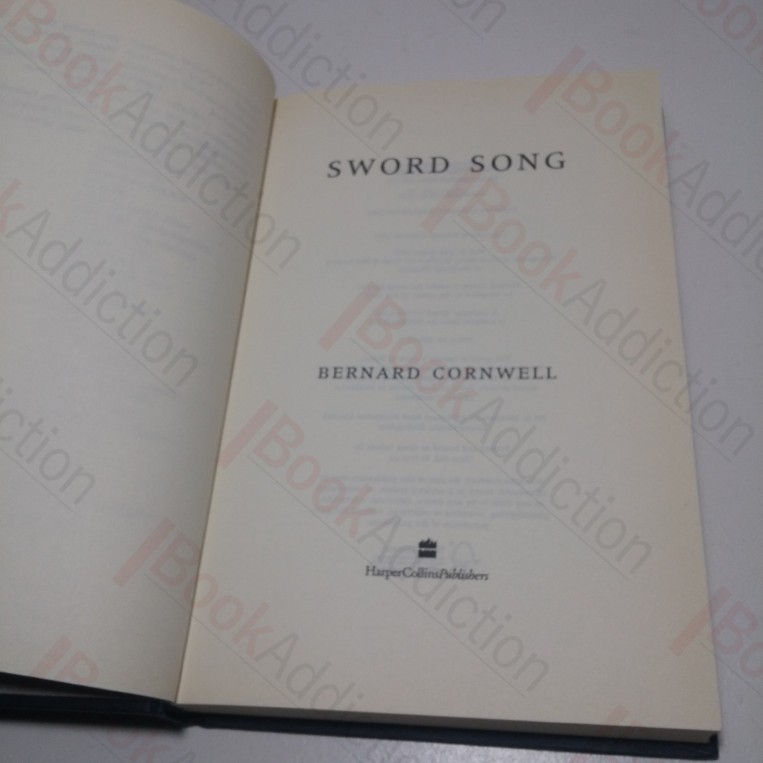 SWORD SONG
BERNARD CORNWELL
HarperCollinsPublishers
BookAddiction